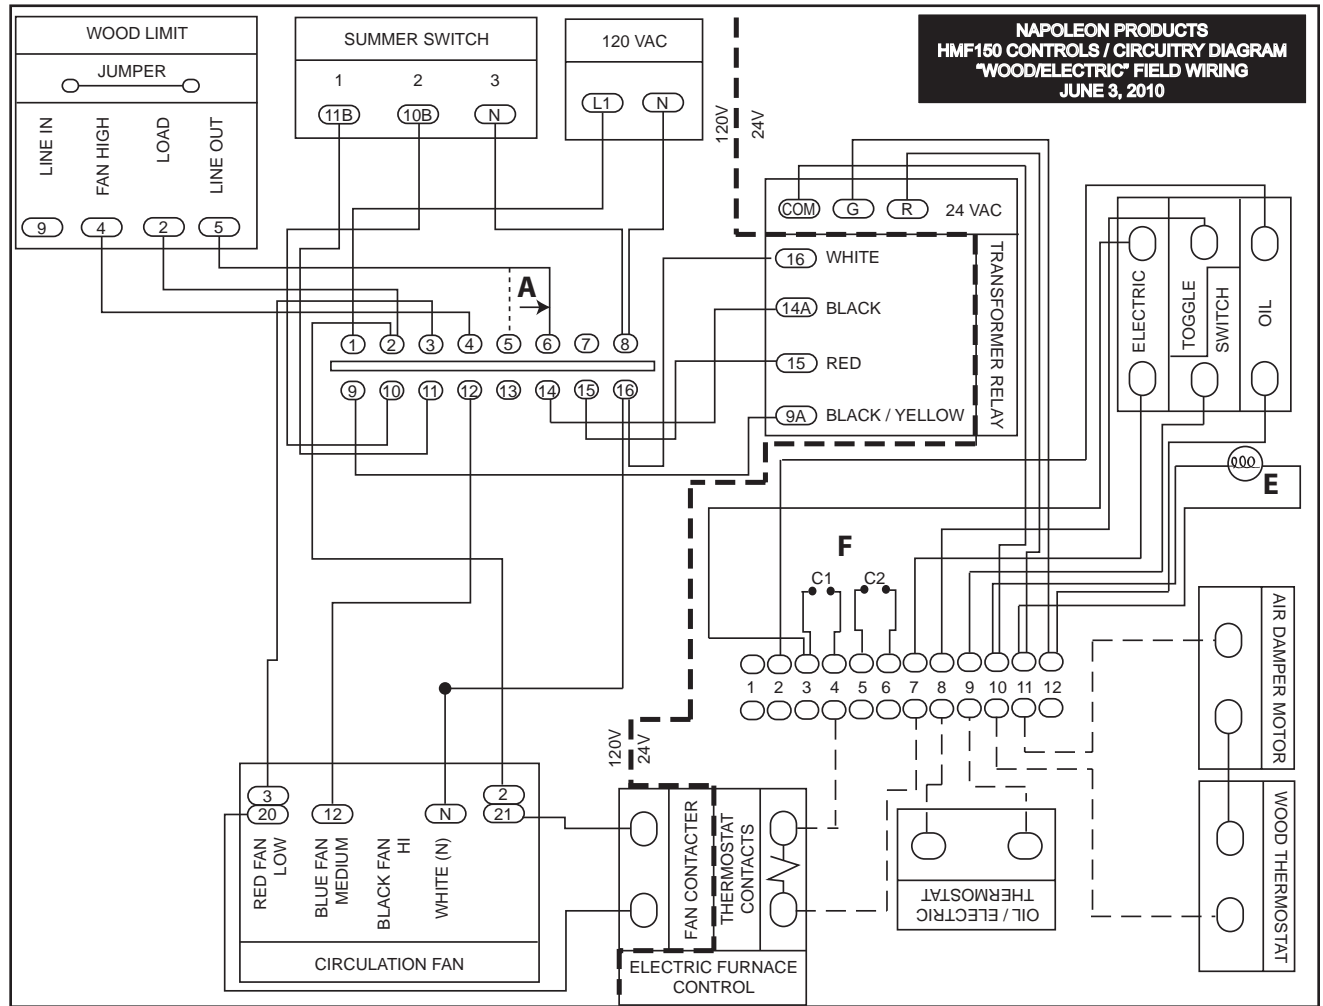 NAPOLEON PRODUCTS
HMF150 CONTROLS / CIRCUITRY DIAGRAM
"WOOD/ELECTRIC" FIELD WIRING
JUNE 3, 2010
WOOD LIMIT
JUMPER
LINE IN
FAN HIGH
LOAD
LINE OUT
9
4
2
5
SUMMER SWITCH
1 2 3
11B 10B N
120 VAC
L1 N
120V
24V
COM G R 24 VAC
16 WHITE
14A BLACK
15 RED
9A BLACK / YELLOW
TRANSFORMER RELAY
ELECTRIC
TOGGLE
SWITCH
OIL
A
1 2 3 4 5 6 7 8
9 10 11 12 13 14 15 16
E
F
C1 C2
1 2 3 4 5 6 7 8 9 10 11 12
AIR DAMPER MOTOR
WOOD THERMOSTAT
120V
24V
3
20
12
N
2
21
RED FAN
LOW
BLUE FAN
MEDIUM
BLACK FAN
HI
WHITE (N)
CIRCULATION FAN
FAN CONTACTER
THERMOSTAT
CONTACTS
ELECTRIC FURNACE
CONTROL
OIL / ELECTRIC
THERMOSTAT